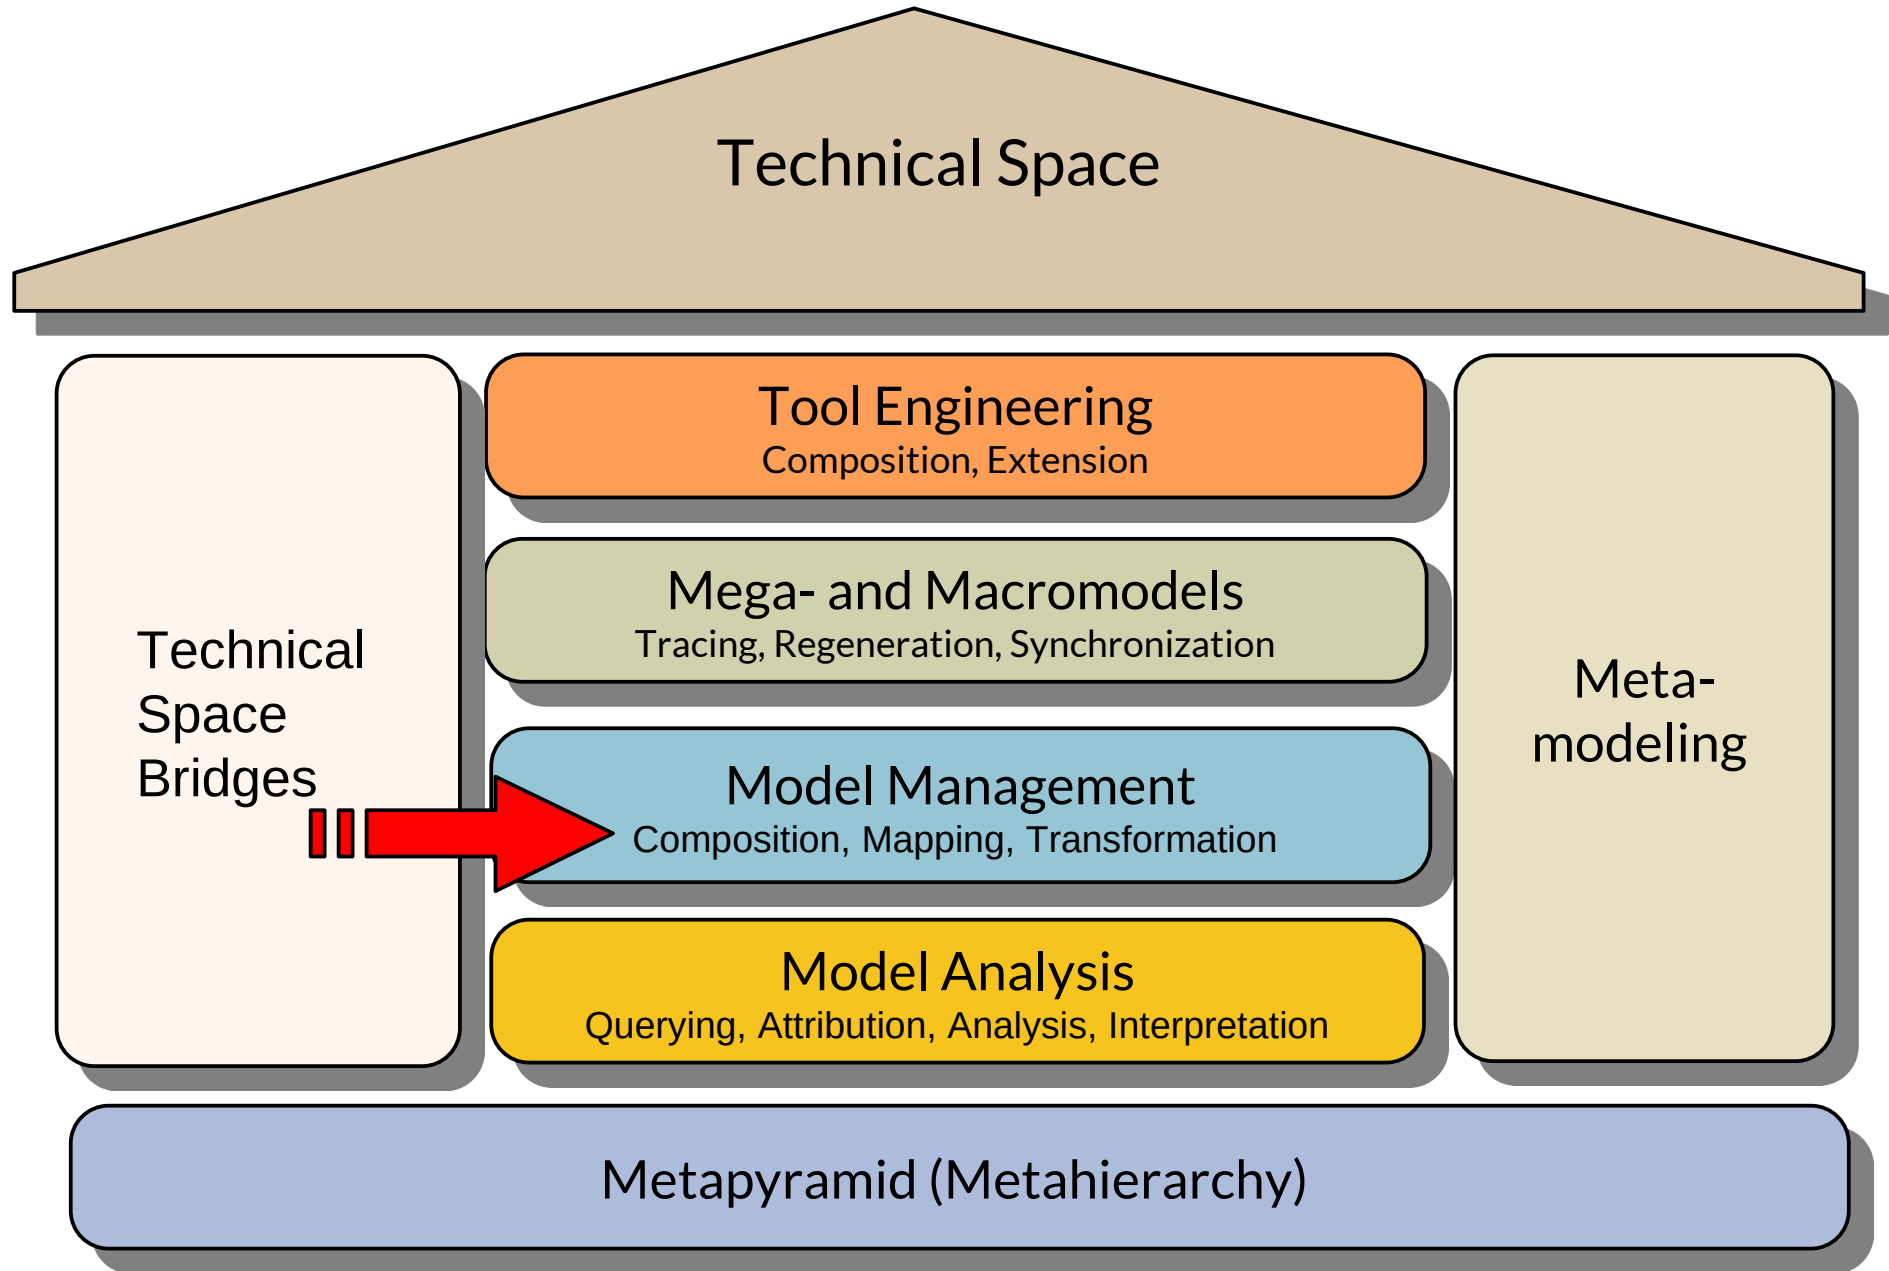 Technical Space
Tool Engineering
Composition, Extension
Mega- and Macromodels
Tracing, Regeneration, Synchronization
Technical
Space
Bridges
Meta-
modeling
Model Management
Composition, Mapping, Transformation
Model Analysis
Querying, Attribution, Analysis, Interpretation
Metapyramid (Metahierarchy)